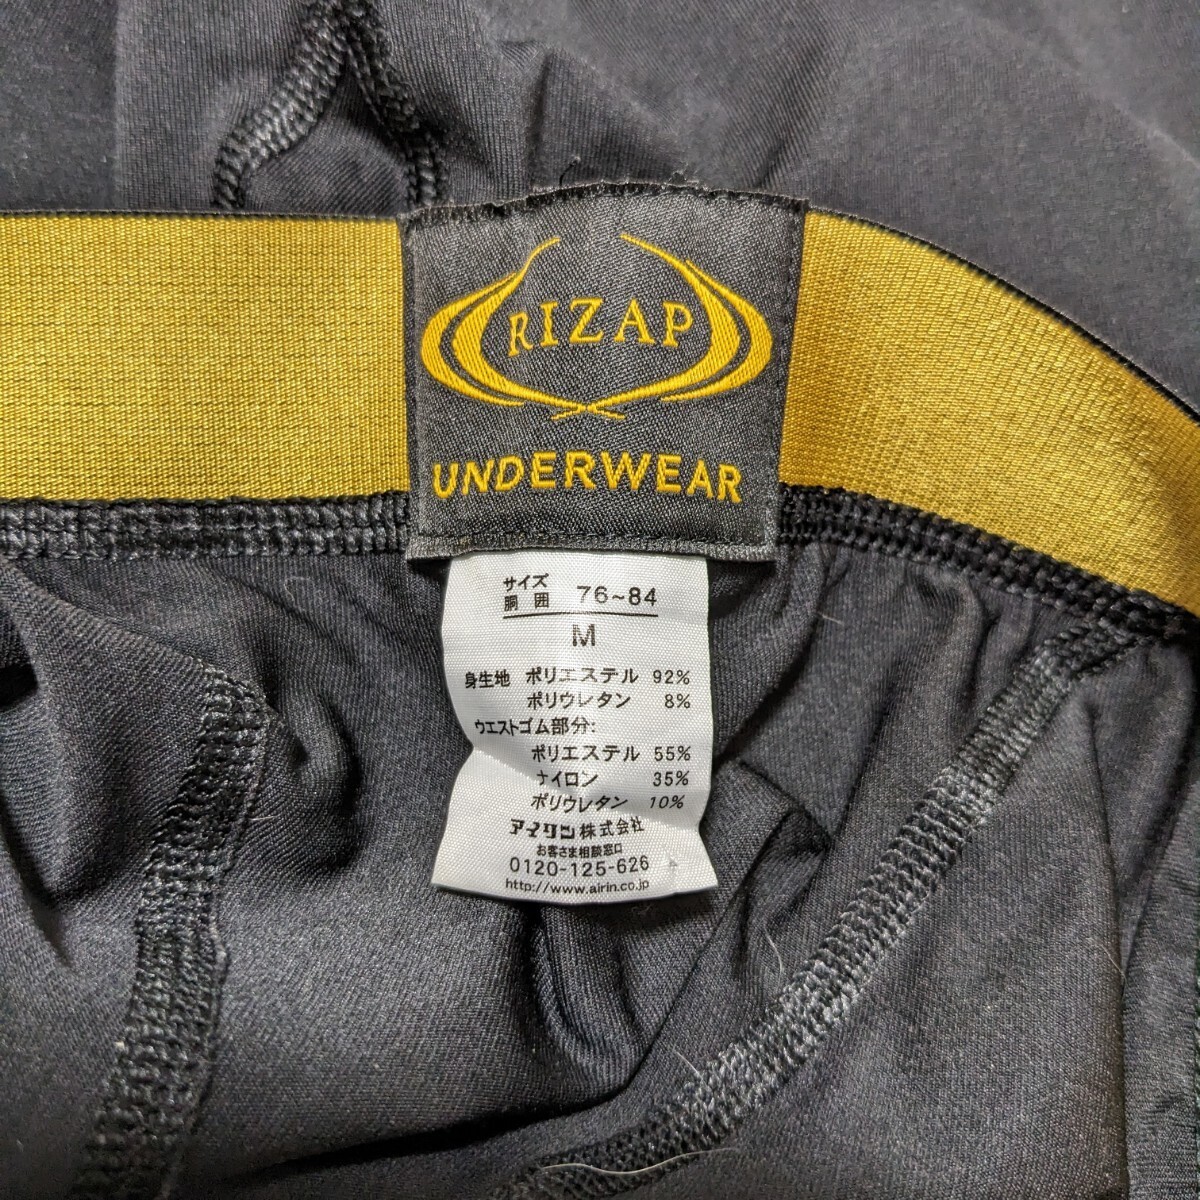 RIZAP
UNDERWEAR
サイズ
胴囲 76~84
M
身生地 ポリエステル 92%
ポリウレタン 8%
ウエストゴム部分:
ポリエステル 55%
ナイロン 35%
ポリウレタン 10%
アイリン株式会社
お客さま相談窓口
0120-125-626
http://www.airin.co.jp